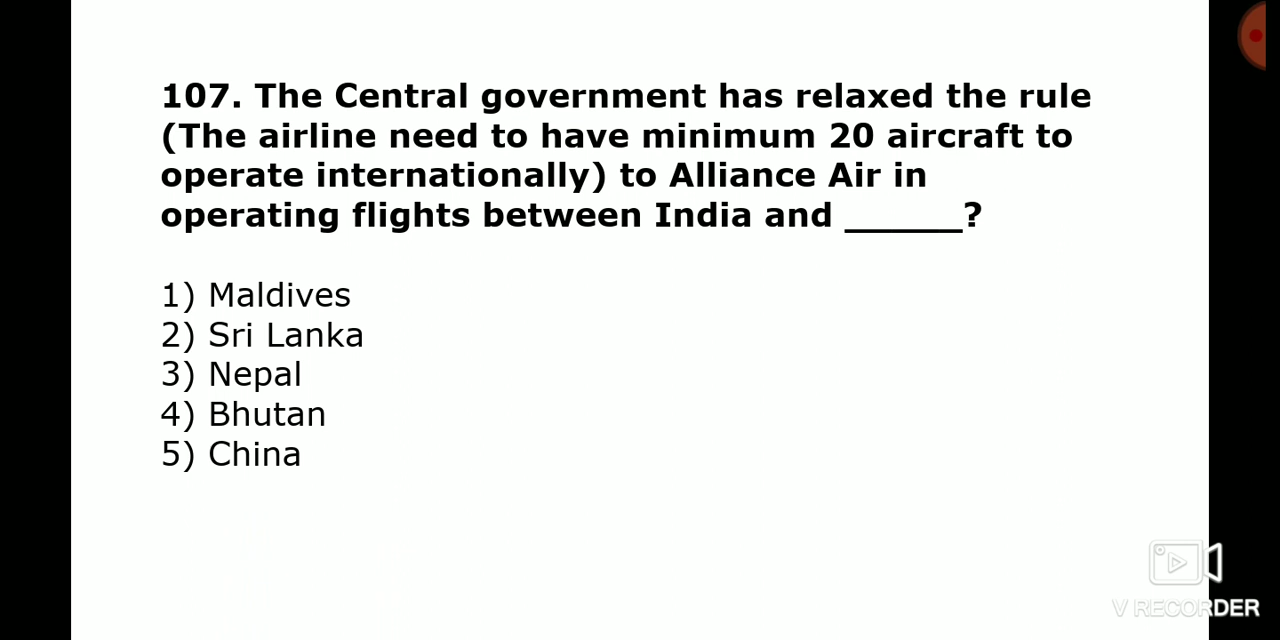 107. The Central government has relaxed the rule
(The airline need to have minimum 20 aircraft to
operate internationally) to Alliance Air in
operating flights between India and ______?
1) Maldives
2) Sri Lanka
3) Nepal
4) Bhutan
5) China
V RECORDER